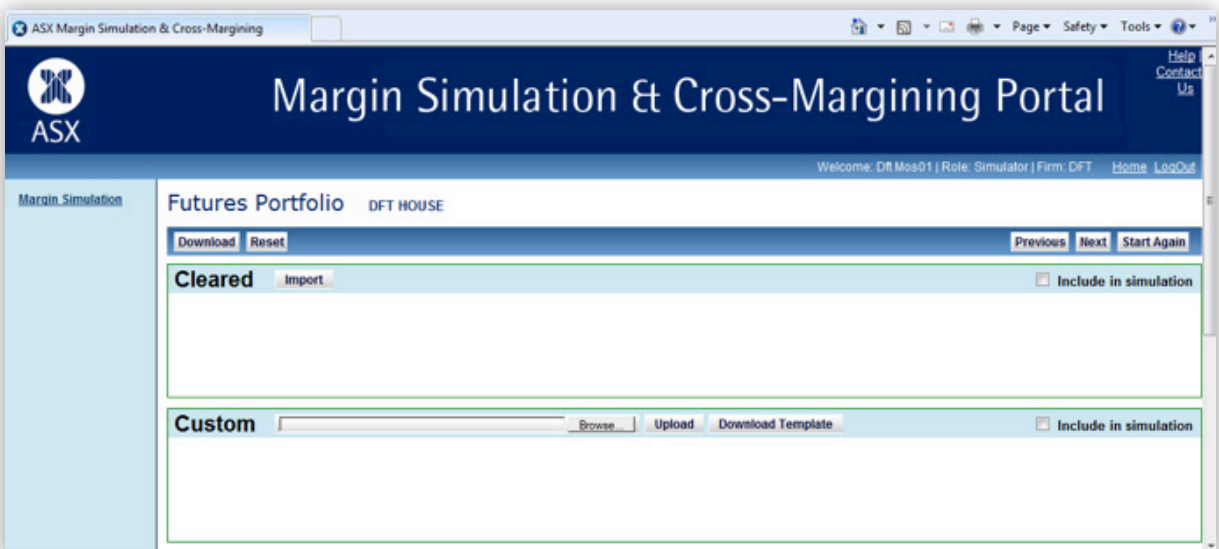 ASX Margin Simulation & Cross-Margining
Page Safety Tools
Help |
Contact
Us
ASX
Margin Simulation & Cross-Margining Portal
Welcome: Dft Mos01 | Role: Simulator | Firm: DFT Home LogOut
Margin Simulation
Futures Portfolio DFT HOUSE
Download Reset Previous Next Start Again
Cleared Import Include in simulation
Custom Browse... Upload Download Template Include in simulation